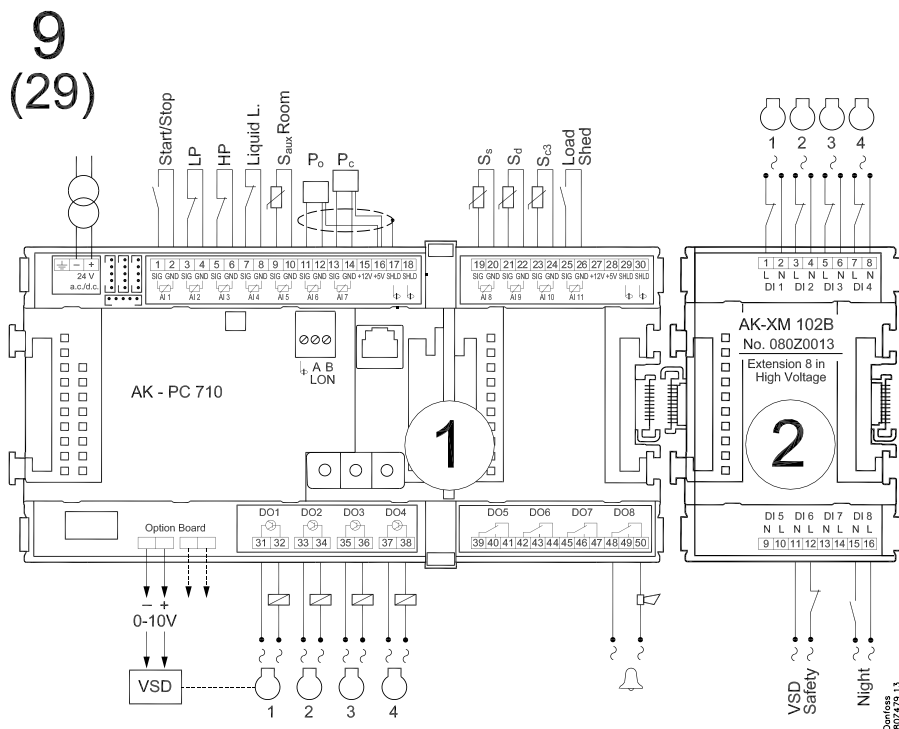 9
(29)
Start/Stop
LP
HP
Liquid L.
Saux Room
Po
Pc
Ss
Sd
Sc3
Load
Shed
1 2 3 4
− +
24 V
a.c./d.c.
1 2 3 4 5 6 7 8 9 10 11 12 13 14 15 16 17 18
SIG GND SIG GND SIG GND SIG GND SIG GND SIG GND SIG GND +12V +5V SHLD SHLD
AI 1 AI 2 AI 3 AI 4 AI 5 AI 6 AI 7
19 20 21 22 23 24 25 26 27 28 29 30
SIG GND SIG GND SIG GND SIG GND +12V +5V SHLD SHLD
AI 8 AI 9 AI 10 AI 11
1 2 3 4 5 6 7 8
L N L N L N L N
DI 1 DI 2 DI 3 DI 4
AK-XM 102B
No. 080Z0013
Extension 8 in
High Voltage
A B
LON
AK - PC 710
1
2
Option Board
DO1 DO2 DO3 DO4
31 32 33 34 35 36 37 38
DO5 DO6 DO7 DO8
39 40 41 42 43 44 45 46 47 48 49 50
DI 5 DI 6 DI 7 DI 8
N L N L N L N L
9 10 11 12 13 14 15 16
− +
0-10V
VSD
1 2 3 4
VSD
Safety
Night
Danfoss
80Z479.13